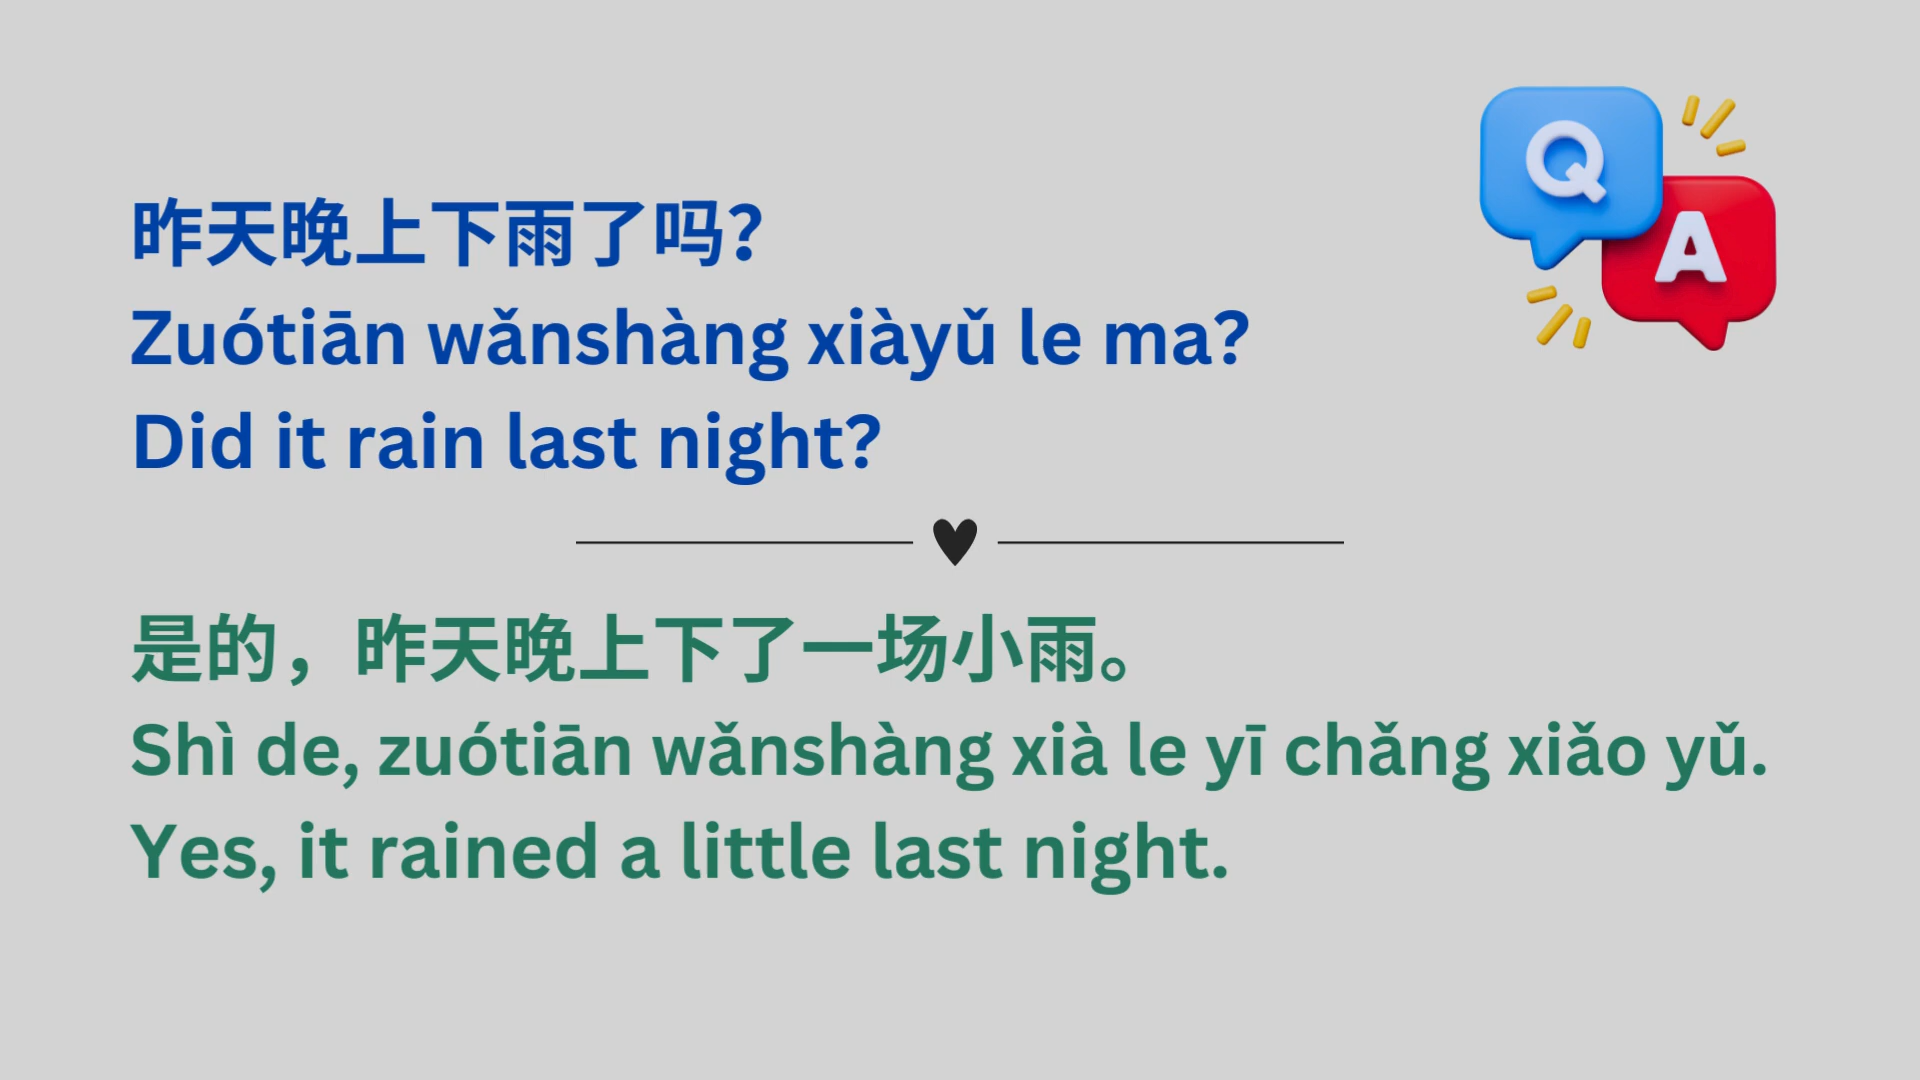 Q
A
昨天晚上下雨了吗?
Zuótiān wǎnshàng xiàyǔ le ma?
Did it rain last night?
是的，昨天晚上下了一场小雨。
Shì de, zuótiān wǎnshàng xià le yī chǎng xiǎo yǔ.
Yes, it rained a little last night.